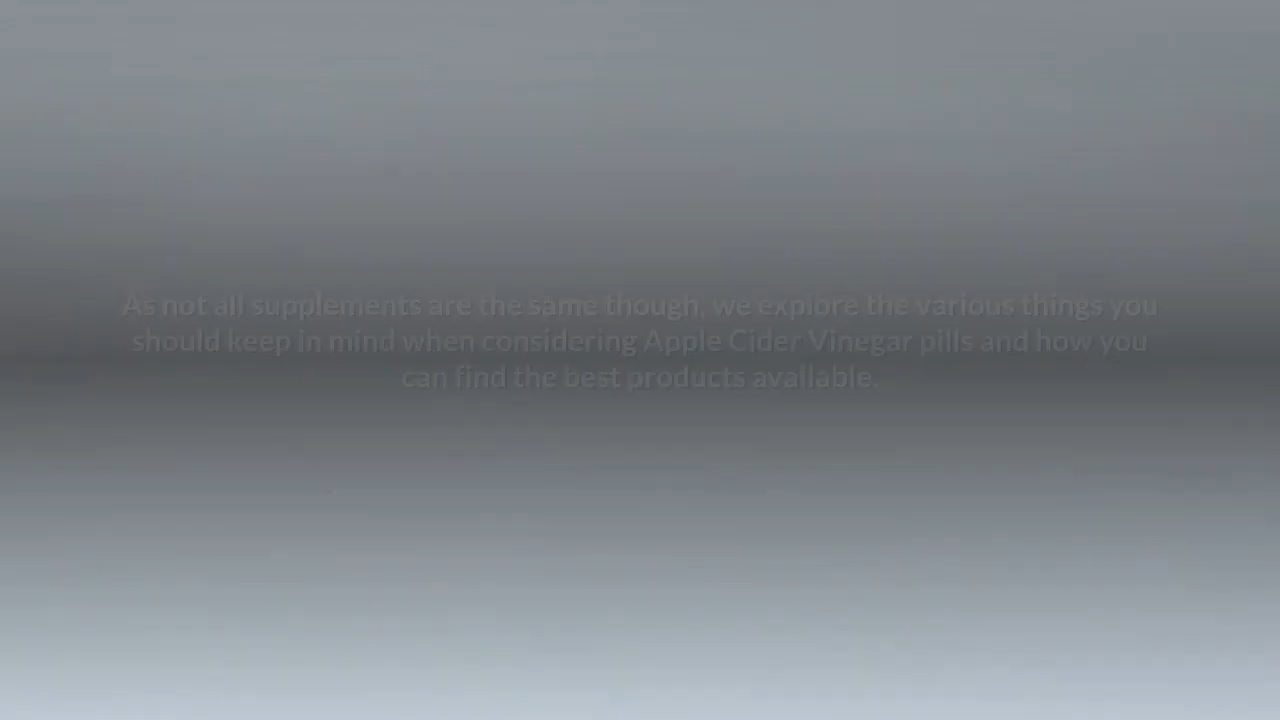 As not all supplements are the same though, we explore the various things you
should keep in mind when considering Apple Cider Vinegar pills and how you
can find the best products available.